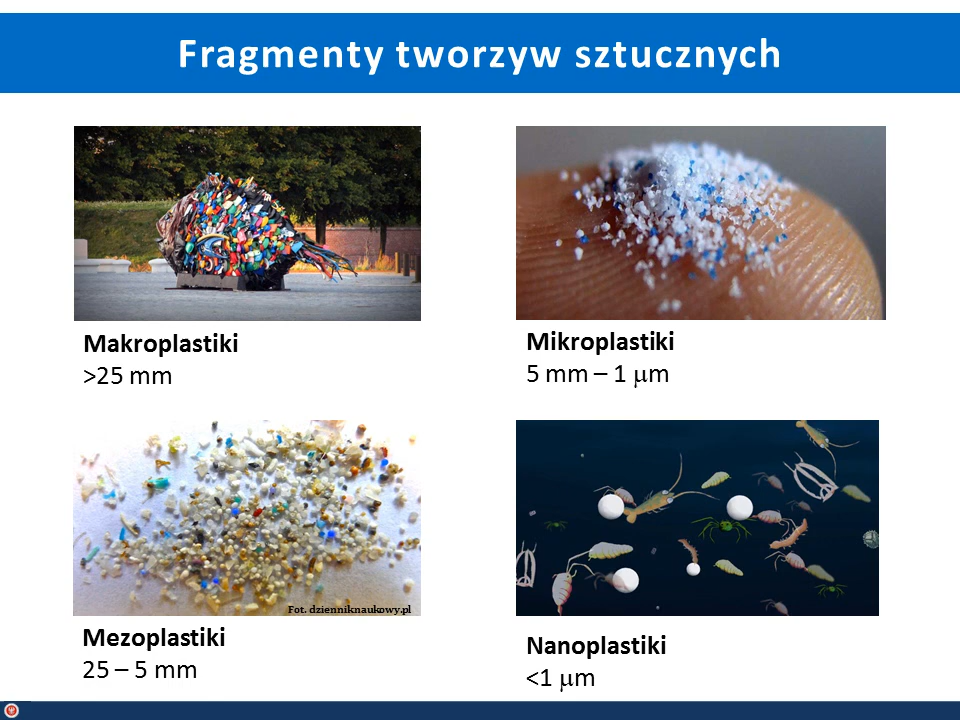 Fragmenty tworzyw sztucznych
Makroplastiki
>25 mm
Mikroplastiki
5 mm – 1 μm
Fot. dzienniknaukowy.pl
Mezoplastiki
25 – 5 mm
Nanoplastiki
<1 μm